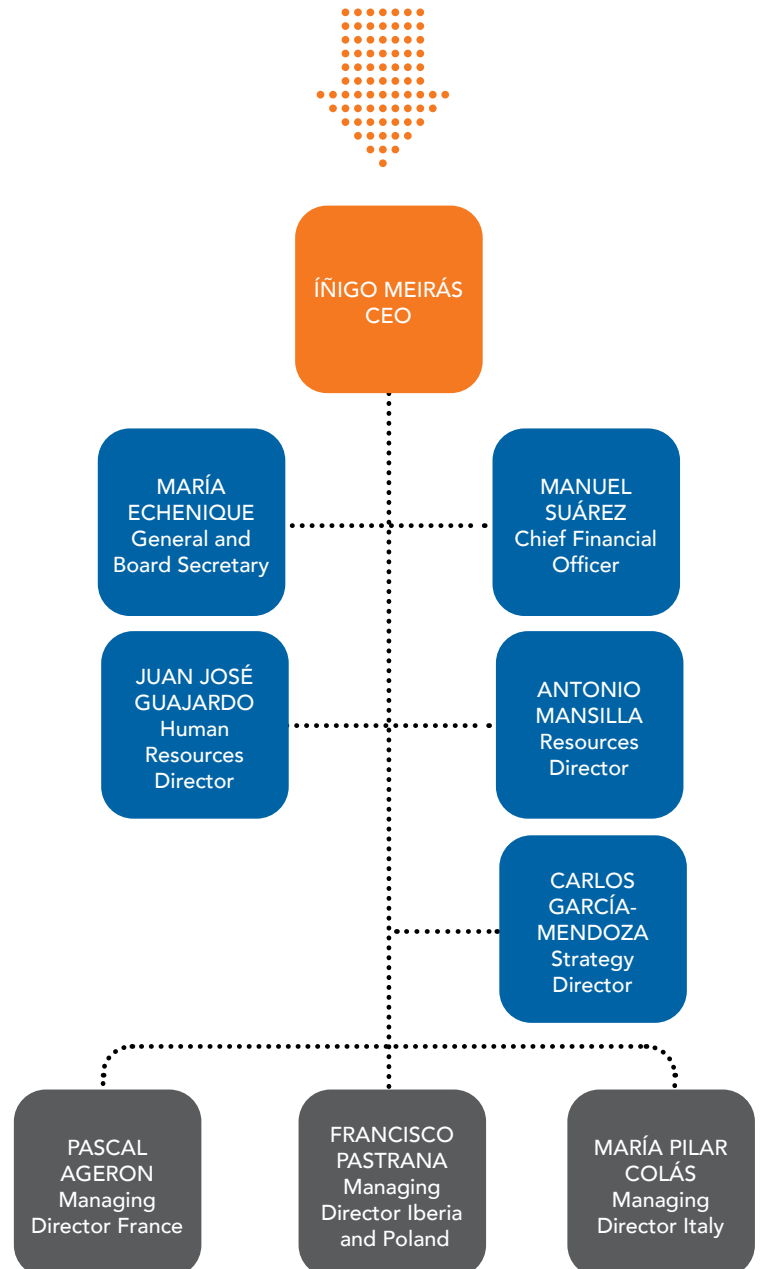 ÍÑIGO MEIRÁS
CEO
MARÍA
ECHENIQUE
General and
Board Secretary
MANUEL
SUÁREZ
Chief Financial
Officer
JUAN JOSÉ
GUAJARDO
Human
Resources
Director
ANTONIO
MANSILLA
Resources
Director
CARLOS
GARCÍA-
MENDOZA
Strategy
Director
PASCAL
AGERON
Managing
Director France
FRANCISCO
PASTRANA
Managing
Director Iberia
and Poland
MARÍA PILAR
COLÁS
Managing
Director Italy